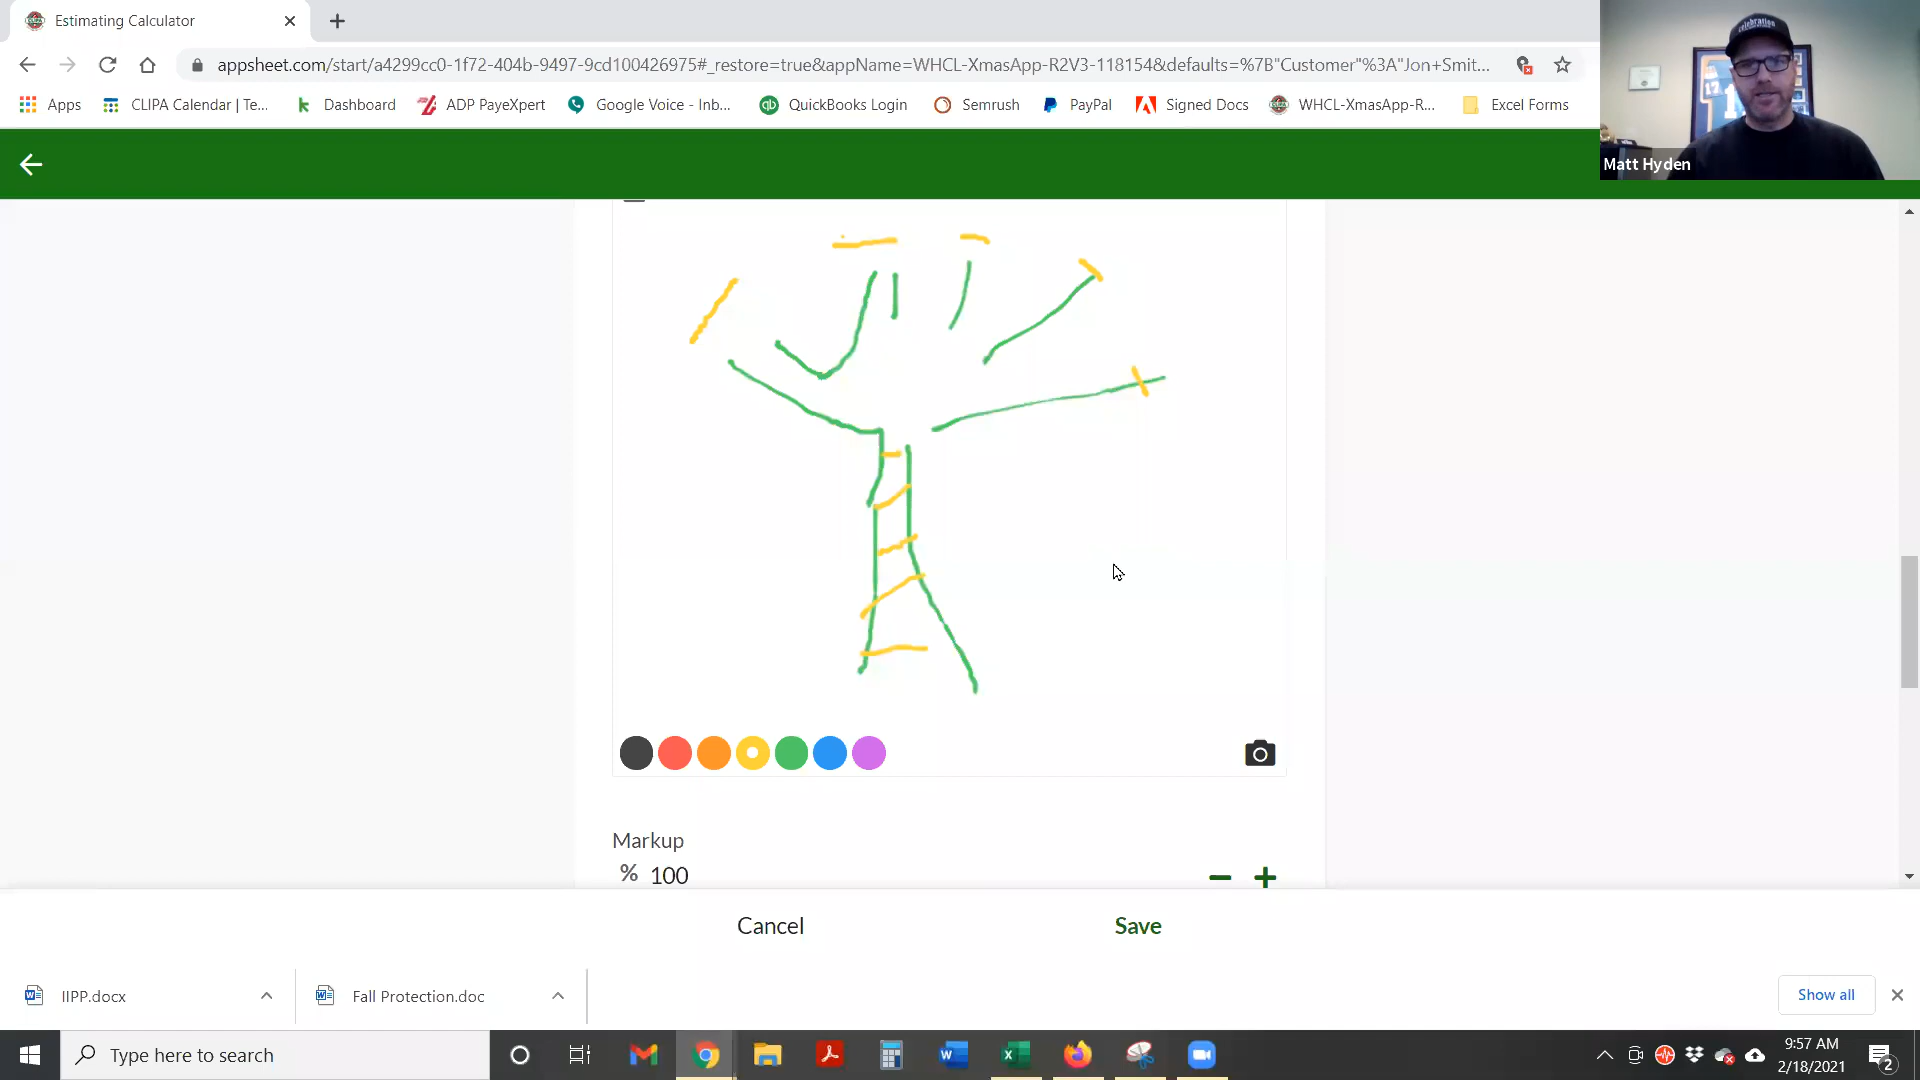 Estimating Calculator
appsheet.com/start/a4299cc0-1f72-404b-9497-9cd100426975#_restore=true&appName=WHCL-XmasApp-R2V3-118154&defaults=%7B"Customer"%3A"Jon+Smit...
Apps CLIPA Calendar | Te... Dashboard ADP PayeXpert Google Voice - Inb... QuickBooks Login Semrush PayPal Signed Docs WHCL-XmasApp-R... Excel Forms
celebration
Matt Hyden
Markup
% 100
Cancel Save
IIPP.docx Fall Protection.doc Show all
Type here to search
9:57 AM
2/18/2021
2